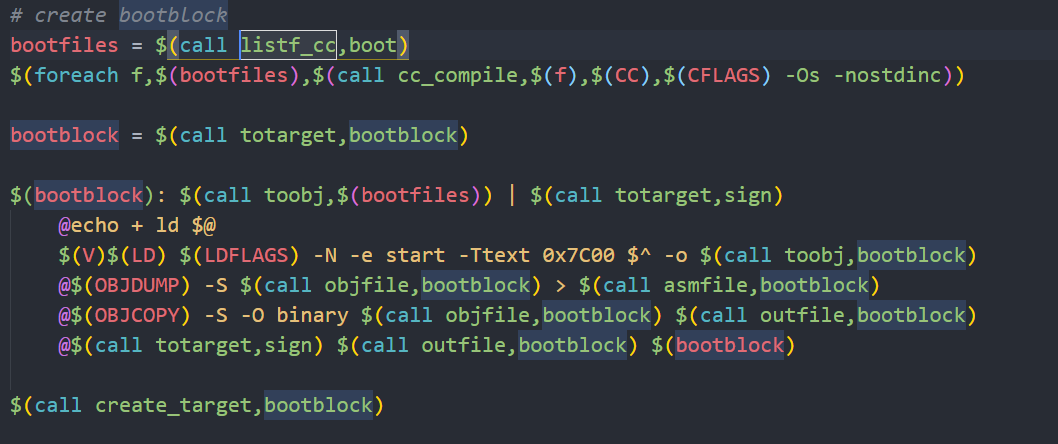 # create bootblock
bootfiles = $(call listf_cc,boot)
$(foreach f,$(bootfiles),$(call cc_compile,$(f),$(CC),$(CFLAGS) -Os -nostdinc))
bootblock = $(call totarget,bootblock)
$(bootblock): $(call toobj,$(bootfiles)) | $(call totarget,sign)
@echo + ld $@
$(V)$(LD) $(LDFLAGS) -N -e start -Ttext 0x7C00 $^ -o $(call toobj,bootblock)
@$(OBJDUMP) -S $(call objfile,bootblock) > $(call asmfile,bootblock)
@$(OBJCOPY) -S -O binary $(call objfile,bootblock) $(call outfile,bootblock)
@$(call totarget,sign) $(call outfile,bootblock) $(bootblock)
$(call create_target,bootblock)